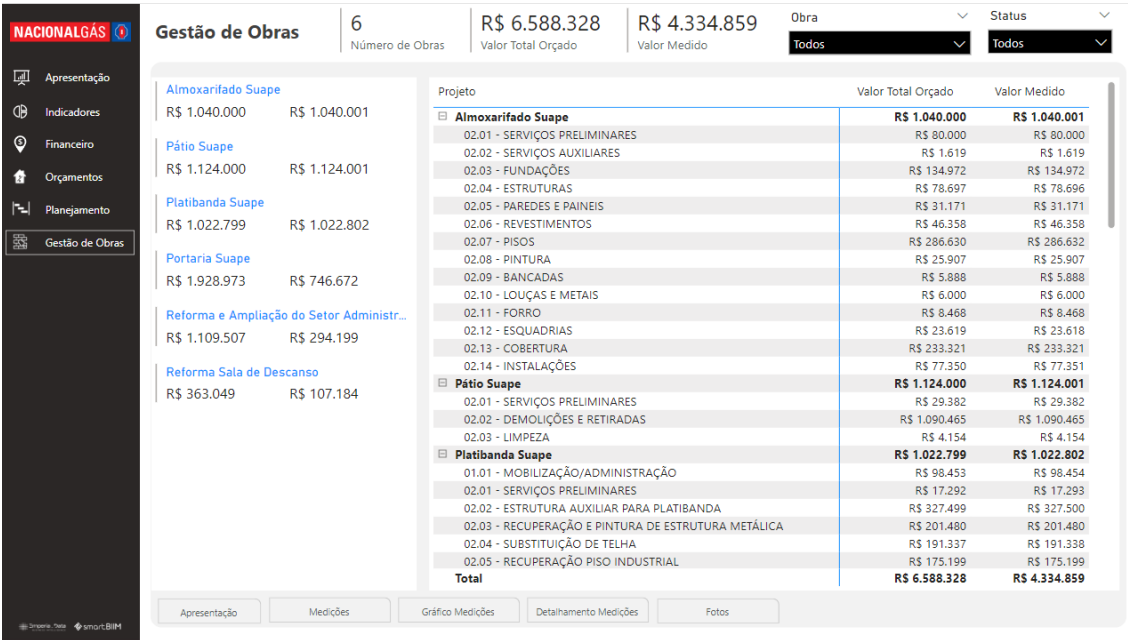 NACIONALGÁS
Gestão de Obras
6
Número de Obras
R$ 6.588.328
Valor Total Orçado
R$ 4.334.859
Valor Medido
Obra
Todos
Status
Todos
Apresentação
Indicadores
Financeiro
Orçamentos
Planejamento
Gestão de Obras
Almoxarifado Suape
R$ 1.040.000 R$ 1.040.001
Pátio Suape
R$ 1.124.000 R$ 1.124.001
Platibanda Suape
R$ 1.022.799 R$ 1.022.802
Portaria Suape
R$ 1.928.973 R$ 746.672
Reforma e Ampliação do Setor Administr...
R$ 1.109.507 R$ 294.199
Reforma Sala de Descanso
R$ 363.049 R$ 107.184
Projeto Valor Total Orçado Valor Medido
Almoxarifado Suape R$ 1.040.000 R$ 1.040.001
02.01 - SERVIÇOS PRELIMINARES R$ 80.000 R$ 80.000
02.02 - SERVIÇOS AUXILIARES R$ 1.619 R$ 1.619
02.03 - FUNDAÇÕES R$ 134.972 R$ 134.972
02.04 - ESTRUTURAS R$ 78.697 R$ 78.696
02.05 - PAREDES E PAINEIS R$ 31.171 R$ 31.171
02.06 - REVESTIMENTOS R$ 46.358 R$ 46.358
02.07 - PISOS R$ 286.630 R$ 286.632
02.08 - PINTURA R$ 25.907 R$ 25.907
02.09 - BANCADAS R$ 5.888 R$ 5.888
02.10 - LOUÇAS E METAIS R$ 6.000 R$ 6.000
02.11 - FORRO R$ 8.468 R$ 8.468
02.12 - ESQUADRIAS R$ 23.619 R$ 23.618
02.13 - COBERTURA R$ 233.321 R$ 233.321
02.14 - INSTALAÇÕES R$ 77.350 R$ 77.351
Pátio Suape R$ 1.124.000 R$ 1.124.001
02.01 - SERVIÇOS PRELIMINARES R$ 29.382 R$ 29.382
02.02 - DEMOLIÇÕES E RETIRADAS R$ 1.090.465 R$ 1.090.465
02.03 - LIMPEZA R$ 4.154 R$ 4.154
Platibanda Suape R$ 1.022.799 R$ 1.022.802
01.01 - MOBILIZAÇÃO/ADMINISTRAÇÃO R$ 98.453 R$ 98.454
02.01 - SERVIÇOS PRELIMINARES R$ 17.292 R$ 17.293
02.02 - ESTRUTURA AUXILIAR PARA PLATIBANDA R$ 327.499 R$ 327.500
02.03 - RECUPERAÇÃO E PINTURA DE ESTRUTURA METÁLICA R$ 201.480 R$ 201.480
02.04 - SUBSTITUIÇÃO DE TELHA R$ 191.337 R$ 191.338
02.05 - RECUPERAÇÃO PISO INDUSTRIAL R$ 175.199 R$ 175.199
Total R$ 6.588.328 R$ 4.334.859
Apresentação Medições Gráfico Medições Detalhamento Medições Fotos
smart.BIIM